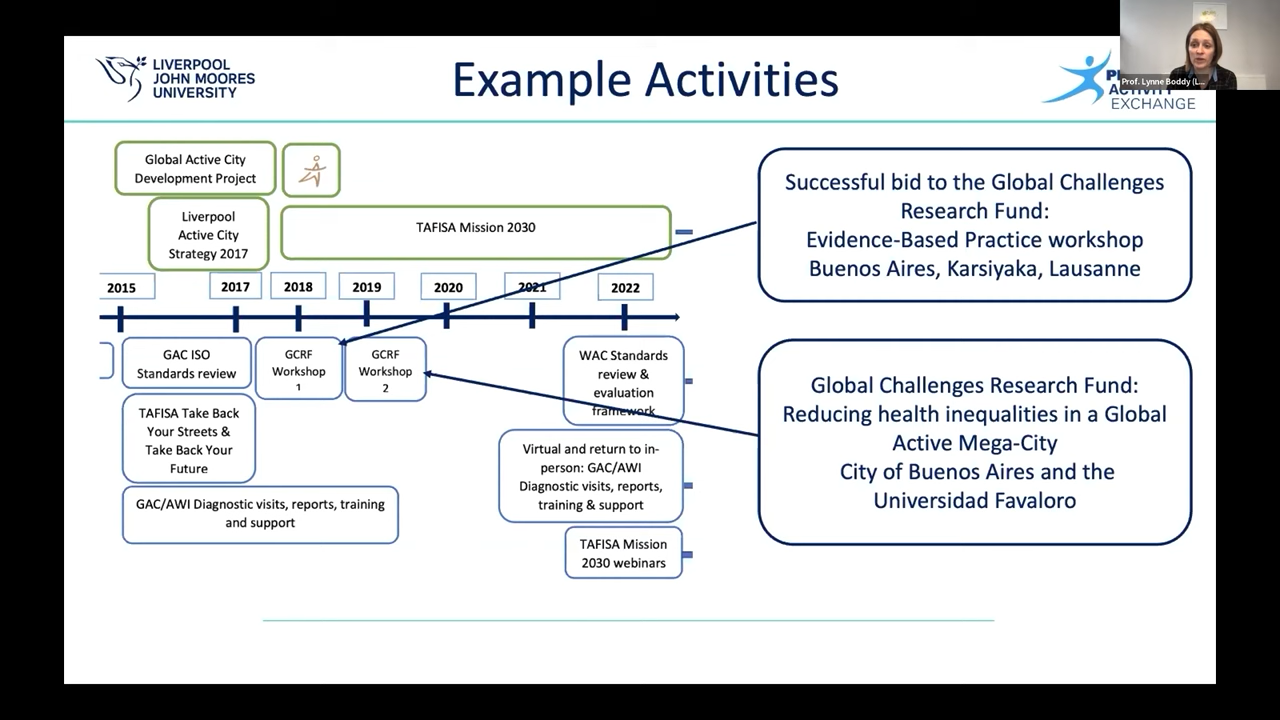 LIVERPOOL
JOHN MOORES
UNIVERSITY
Example Activities
ACTIVITY
EXCHANGE
Prof. Lynne Boddy (L...
Global Active City
Development Project
Liverpool
Active City
Strategy 2017
TAFISA Mission 2030
2015
2017
2018
2019
2020
2021
2022
GAC ISO
Standards review
GCRF
Workshop
1
GCRF
Workshop
2
WAC Standards
review &
evaluation
framework
TAFISA Take Back
Your Streets &
Take Back Your
Future
Virtual and return to in-
person: GAC/AWI
Diagnostic visits, reports,
training & support
GAC/AWI Diagnostic visits, reports, training
and support
TAFISA Mission
2030 webinars
Successful bid to the Global Challenges
Research Fund:
Evidence-Based Practice workshop
Buenos Aires, Karsiyaka, Lausanne
Global Challenges Research Fund:
Reducing health inequalities in a Global
Active Mega-City
City of Buenos Aires and the
Universidad Favaloro